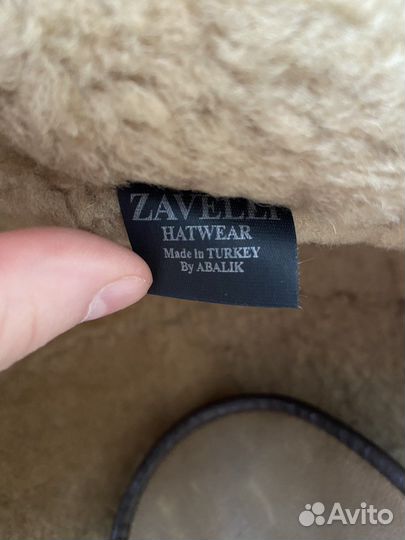 ZAVELLI
HATWEAR
Made in TURKEY
By ABALIK
Avito